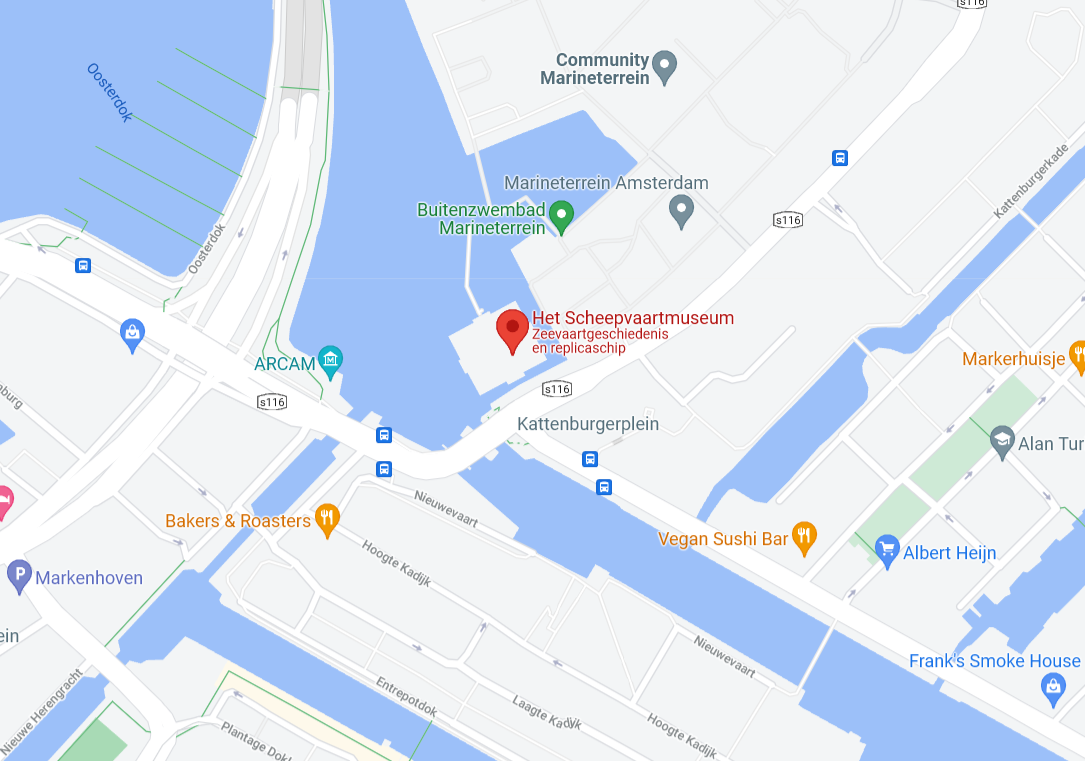 s116
Community
Marineterrein
Oosterdok
Kattenburgerkade
Marineterrein Amsterdam
Buitenzwembad
Marineterrein
s116
Oosterdok
Het Scheepvaartmuseum
Zeevaartgeschiedenis
en replicaschip
ARCAM
Markerhuisje
s116
s116
burg
Kattenburgerplein
Alan Tur
Nieuwevaart
Bakers & Roasters
Vegan Sushi Bar
Albert Heijn
Hoogte Kadijk
P
Markenhoven
ein
Nieuwevaart
Frank's Smoke House
Nieuwe Herengracht
Entrepotdok
Laagte Kadijk
Hoogte Kadijk
Plantage Dokl